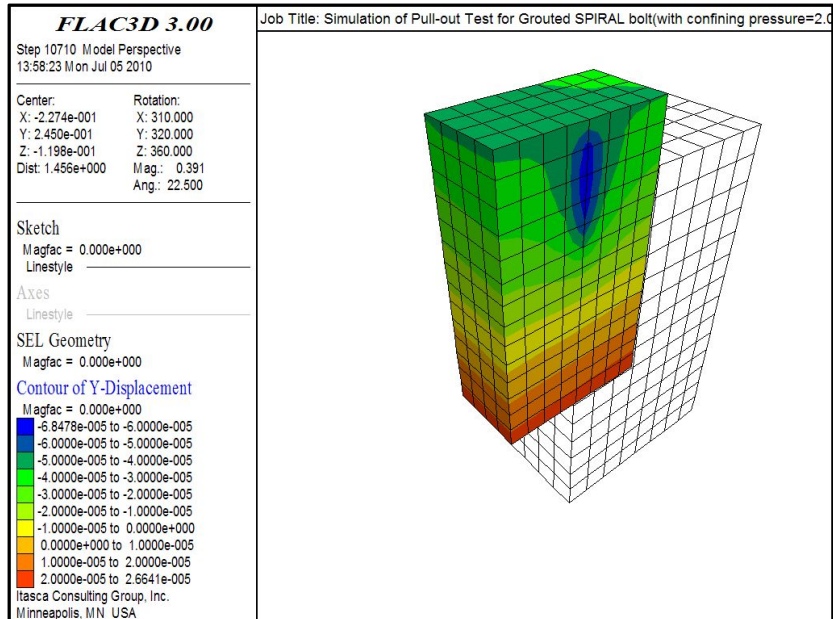 FLAC3D 3.00
Step 10710 Model Perspective
13:58:23 Mon Jul 05 2010
Center:
X: -2.274e-001
Y: 2.450e-001
Z: -1.198e-001
Dist: 1.456e+000
Rotation:
X: 310.000
Y: 320.000
Z: 360.000
Mag.: 0.391
Ang.: 22.500
Sketch
Magfac = 0.000e+000
Linestyle
Axes
Linestyle
SEL Geometry
Magfac = 0.000e+000
Contour of Y-Displacement
Magfac = 0.000e+000
-6.8478e-005 to -6.0000e-005
-6.0000e-005 to -5.0000e-005
-5.0000e-005 to -4.0000e-005
-4.0000e-005 to -3.0000e-005
-3.0000e-005 to -2.0000e-005
-2.0000e-005 to -1.0000e-005
-1.0000e-005 to 0.0000e+000
0.0000e+000 to 1.0000e-005
1.0000e-005 to 2.0000e-005
2.0000e-005 to 2.6641e-005
Itasca Consulting Group, Inc.
Minneapolis, MN USA
Job Title: Simulation of Pull-out Test for Grouted SPIRAL bolt(with confining pressure=2.0